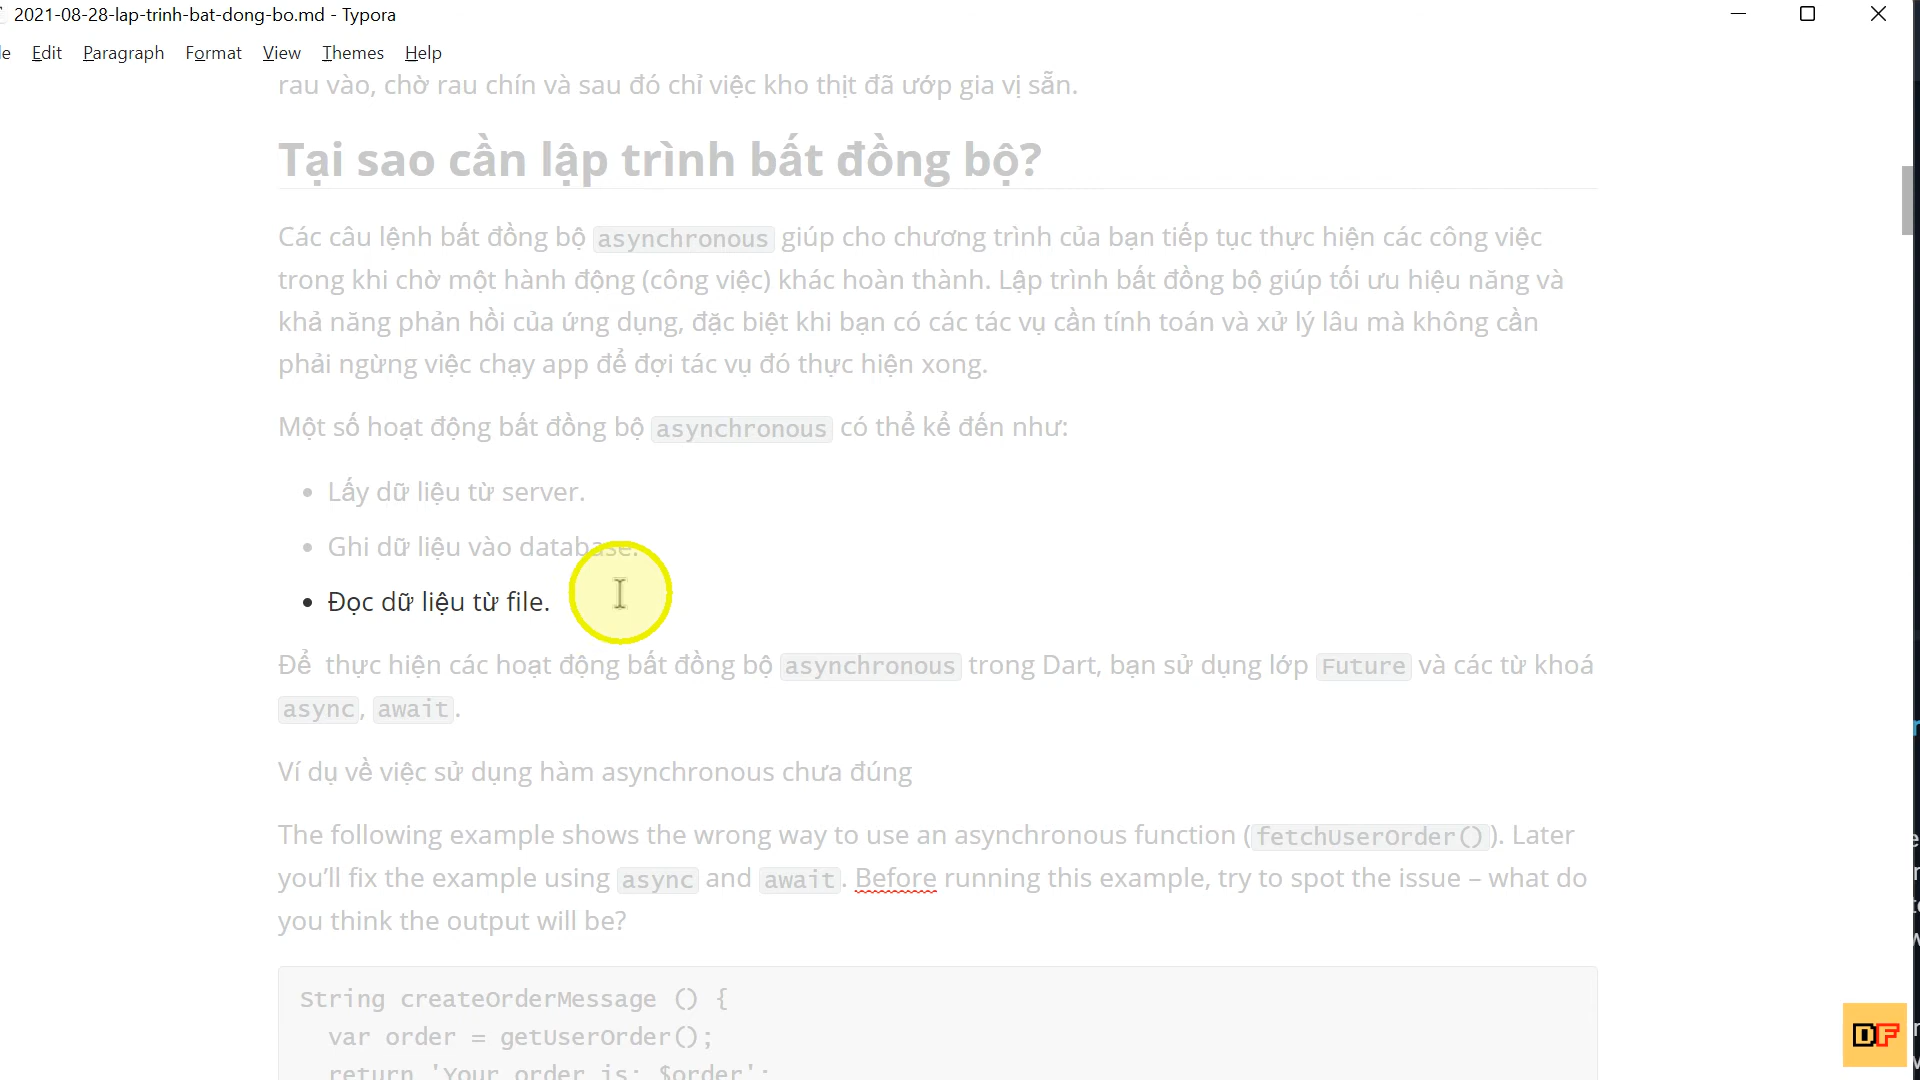 2021-08-28-lap-trinh-bat-dong-bo.md - Typora
Edit Paragraph Format View Themes Help
rau vào, chờ rau chín và sau đó chỉ việc kho thịt đã ướp gia vị sẵn.
Tại sao cần lập trình bất đồng bộ?
Các câu lệnh bất đồng bộ asynchronous giúp cho chương trình của bạn tiếp tục thực hiện các công việc
trong khi chờ một hành động (công việc) khác hoàn thành. Lập trình bất đồng bộ giúp tối ưu hiệu năng và
khả năng phản hồi của ứng dụng, đặc biệt khi bạn có các tác vụ cần tính toán và xử lý lâu mà không cần
phải ngừng việc chạy app để đợi tác vụ đó thực hiện xong.
Một số hoạt động bất đồng bộ asynchronous có thể kể đến như:
• Lấy dữ liệu từ server.
• Ghi dữ liệu vào database.
• Đọc dữ liệu từ file.
Để thực hiện các hoạt động bất đồng bộ asynchronous trong Dart, bạn sử dụng lớp Future và các từ khoá
async, await.
Ví dụ về việc sử dụng hàm asynchronous chưa đúng
The following example shows the wrong way to use an asynchronous function (fetchUserOrder()). Later
you’ll fix the example using async and await. Before running this example, try to spot the issue – what do
you think the output will be?
String createOrderMessage () {
var order = getUserOrder();
return 'Your order is: $order';
DF